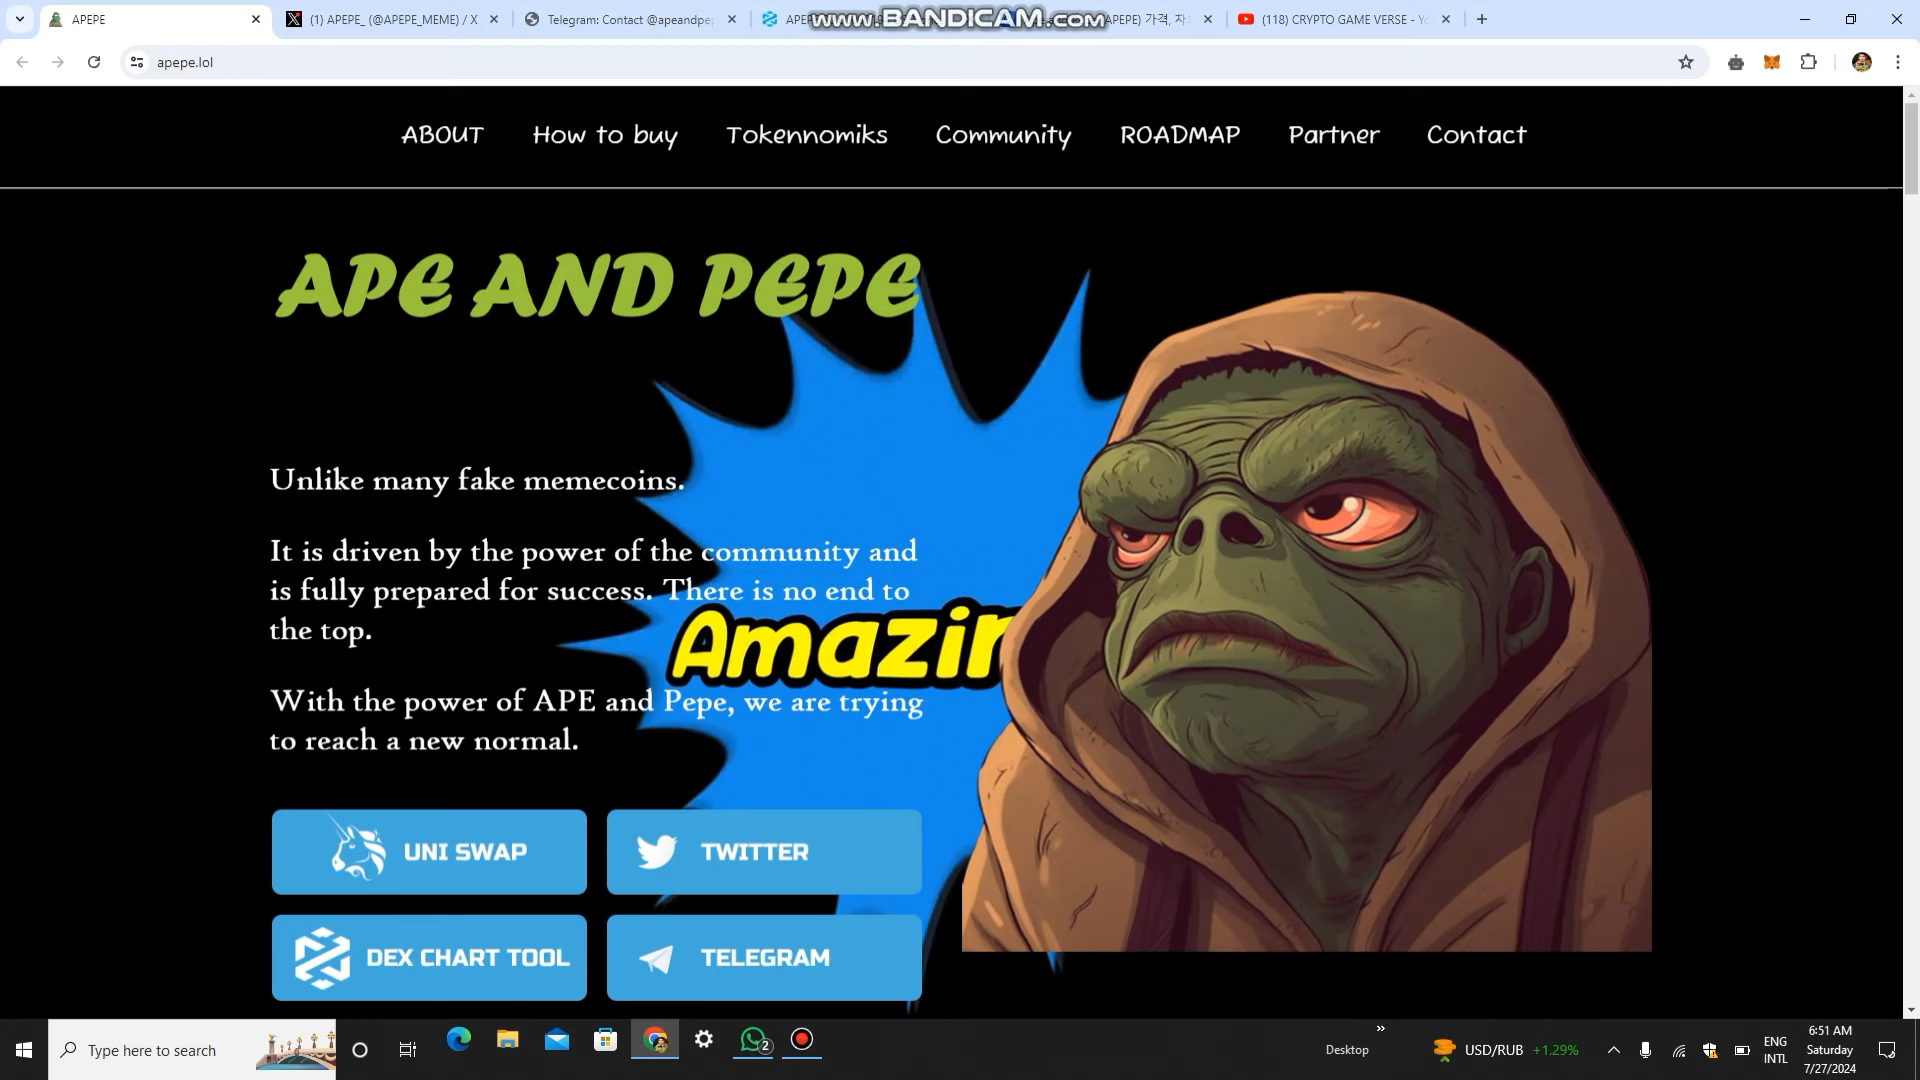 APEPE
(1) APEPE_ (@APEPE_MEME) / X
Telegram: Contact @apeandpe
www.BANDICAM.com
APEPE) 가격, 차
(118) CRYPTO GAME VERSE - Yo
apepe.lol
ABOUT
How to buy
Tokennomiks
Community
ROADMAP
Partner
Contact
APE AND PEPE
Unlike many fake memecoins.
It is driven by the power of the community and
is fully prepared for success. There is no end to
the top.
Amazin
With the power of APE and Pepe, we are trying
to reach a new normal.
UNI SWAP
TWITTER
DEX CHART TOOL
TELEGRAM
Type here to search
2
Desktop
USD/RUB +1.29%
ENG
INTL
6:51 AM
Saturday
7/27/2024